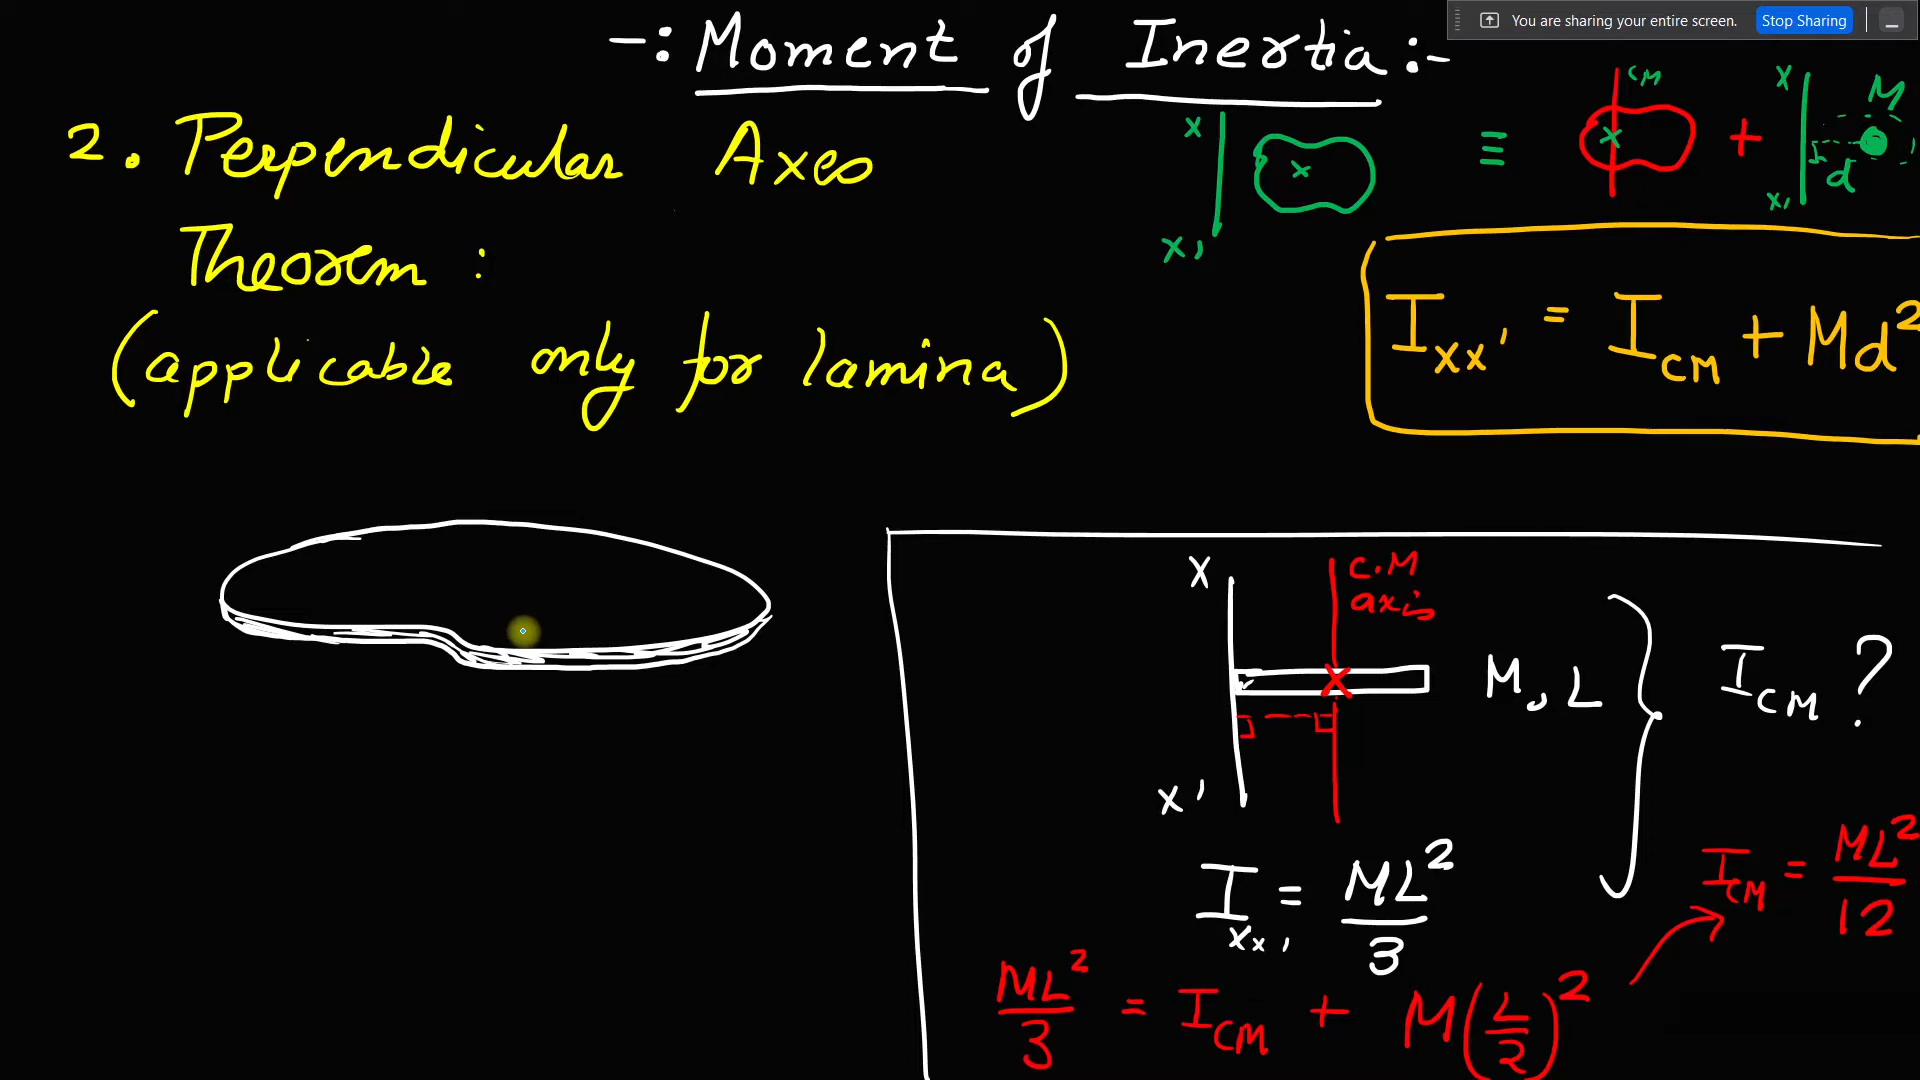 You are sharing your entire screen. Stop Sharing
-: Moment of Inertia :-
2. Perpendicular Axes
Theorem :
(applicable only for lamina)
X
X'
≡
CM
+
X
M
d
X'
I_XX' = I_CM + Md²
X
C.M
axis
M, L
I_CM ?
X'
I_XX' = ML²/3
I_CM = ML²/12
ML²/3 = I_CM + M(L/2)²